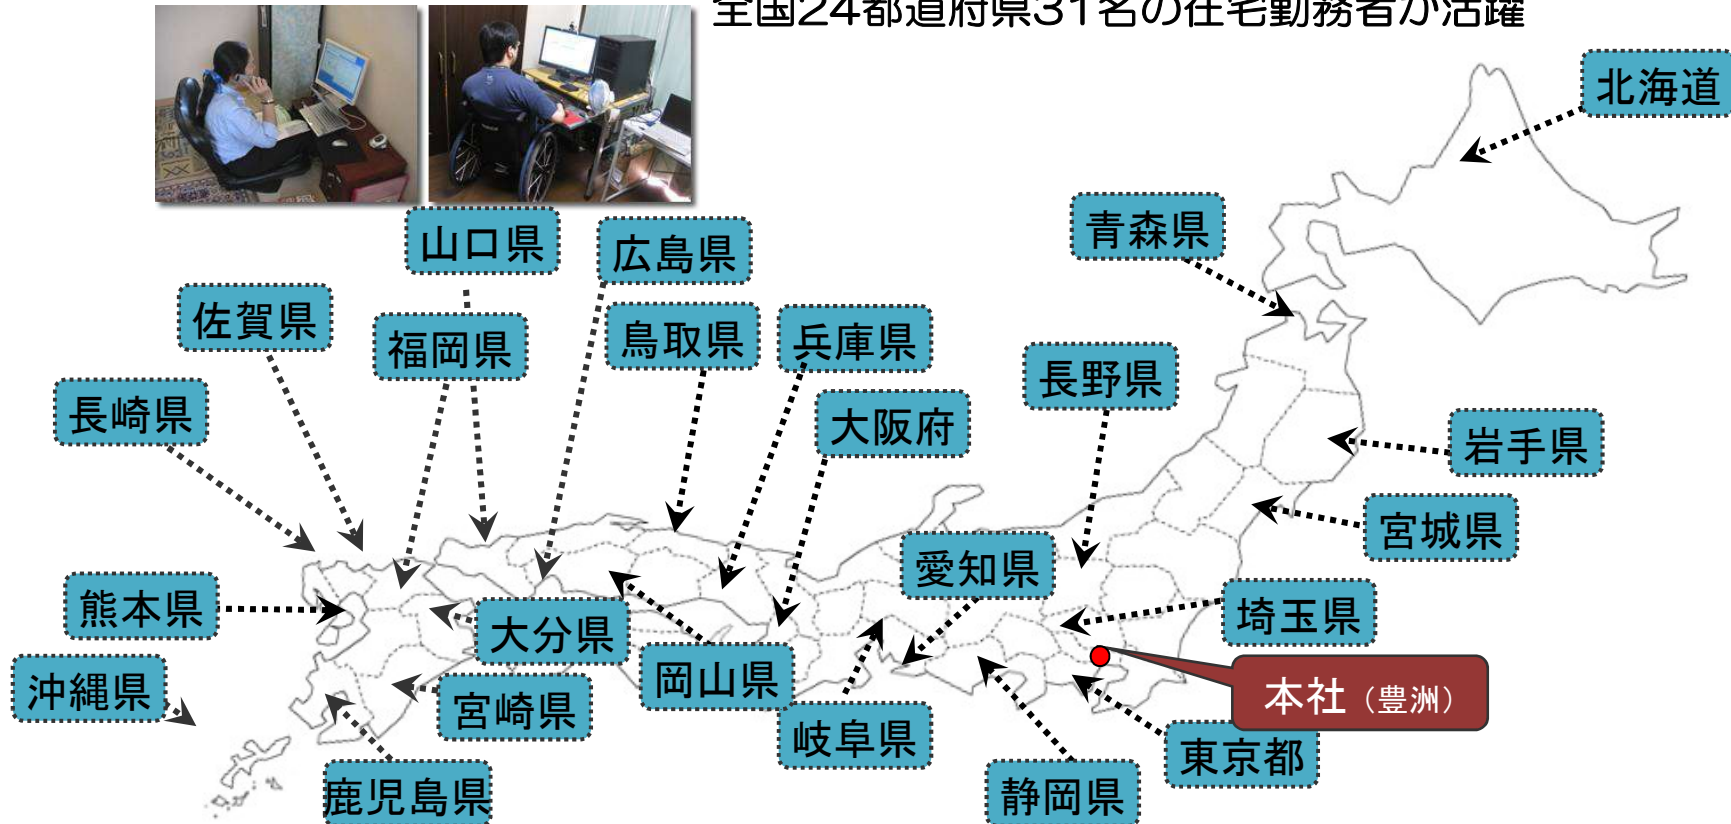 全国24都道府県31名の在宅勤務者が活躍
北海道
青森県
山口県
広島県
佐賀県
福岡県
鳥取県
兵庫県
長野県
長崎県
大阪府
岩手県
宮城県
愛知県
熊本県
大分県
埼玉県
沖縄県
宮崎県
岡山県
本社（豊洲）
岐阜県
東京都
鹿児島県
静岡県